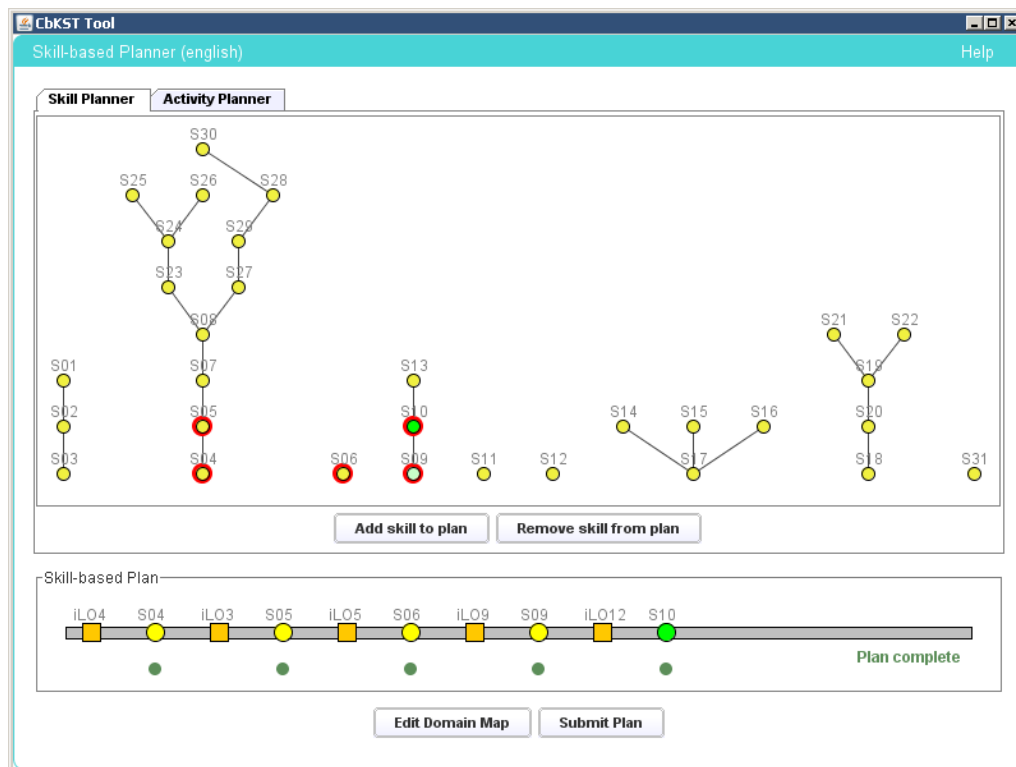 CbKST Tool
Skill-based Planner (english) Help
Skill Planner Activity Planner
S30
S25 S26 S28
S24 S29
S23 S27
S08 S21 S22
S01 S07 S13 S19
S02 S05 S10 S14 S15 S16 S20
S03 S04 S06 S09 S11 S12 S17 S18 S31
Add skill to plan Remove skill from plan
Skill-based Plan
iLO4 S04 iLO3 S05 iLO5 S06 iLO9 S09 iLO12 S10
Plan complete
Edit Domain Map Submit Plan